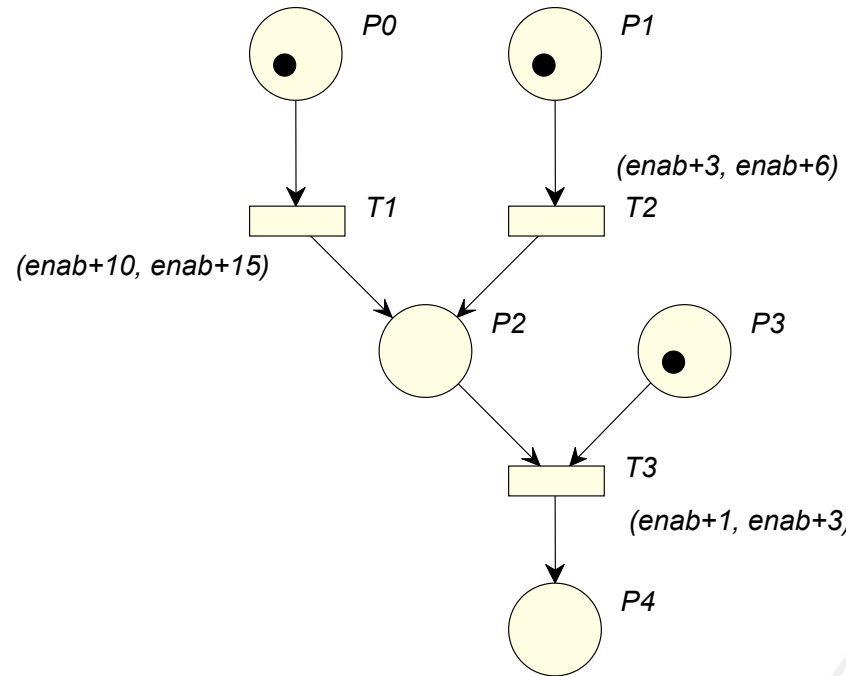 P0
P1
(enab+3, enab+6)
T1
T2
(enab+10, enab+15)
P2
P3
T3
(enab+1, enab+3)
P4